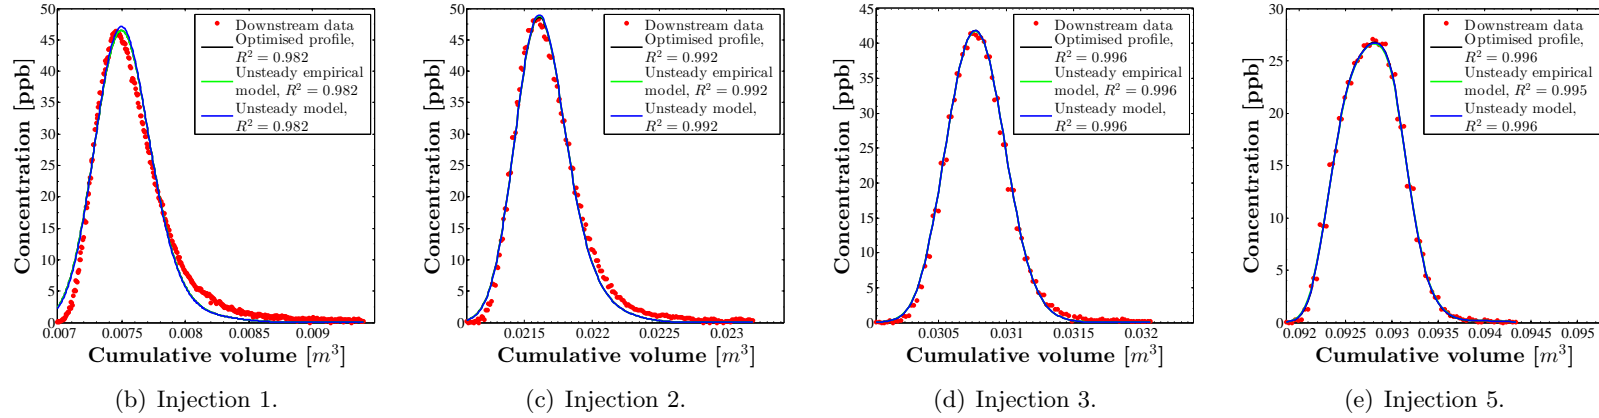 50
45
40
35
30
25
20
15
10
5
0
Concentration [ppb]
0.007
0.0075
0.008
0.0085
0.009
Cumulative volume [m³]
Downstream data
Optimised profile,
R² = 0.982
Unsteady empirical
model, R² = 0.982
Unsteady model,
R² = 0.982
(b) Injection 1.
50
45
40
35
30
25
20
15
10
5
0
Concentration [ppb]
0.0215
0.022
0.0225
0.023
Cumulative volume [m³]
Downstream data
Optimised profile,
R² = 0.992
Unsteady empirical
model, R² = 0.992
Unsteady model,
R² = 0.992
(c) Injection 2.
45
40
35
30
25
20
15
10
5
0
Concentration [ppb]
0.0305
0.031
0.0315
0.032
Cumulative volume [m³]
Downstream data
Optimised profile,
R² = 0.996
Unsteady empirical
model, R² = 0.996
Unsteady model,
R² = 0.996
(d) Injection 3.
30
25
20
15
10
5
0
Concentration [ppb]
0.092
0.0925
0.093
0.0935
0.094
0.0945
0.095
Cumulative volume [m³]
Downstream data
Optimised profile,
R² = 0.996
Unsteady empirical
model, R² = 0.995
Unsteady model,
R² = 0.996
(e) Injection 5.